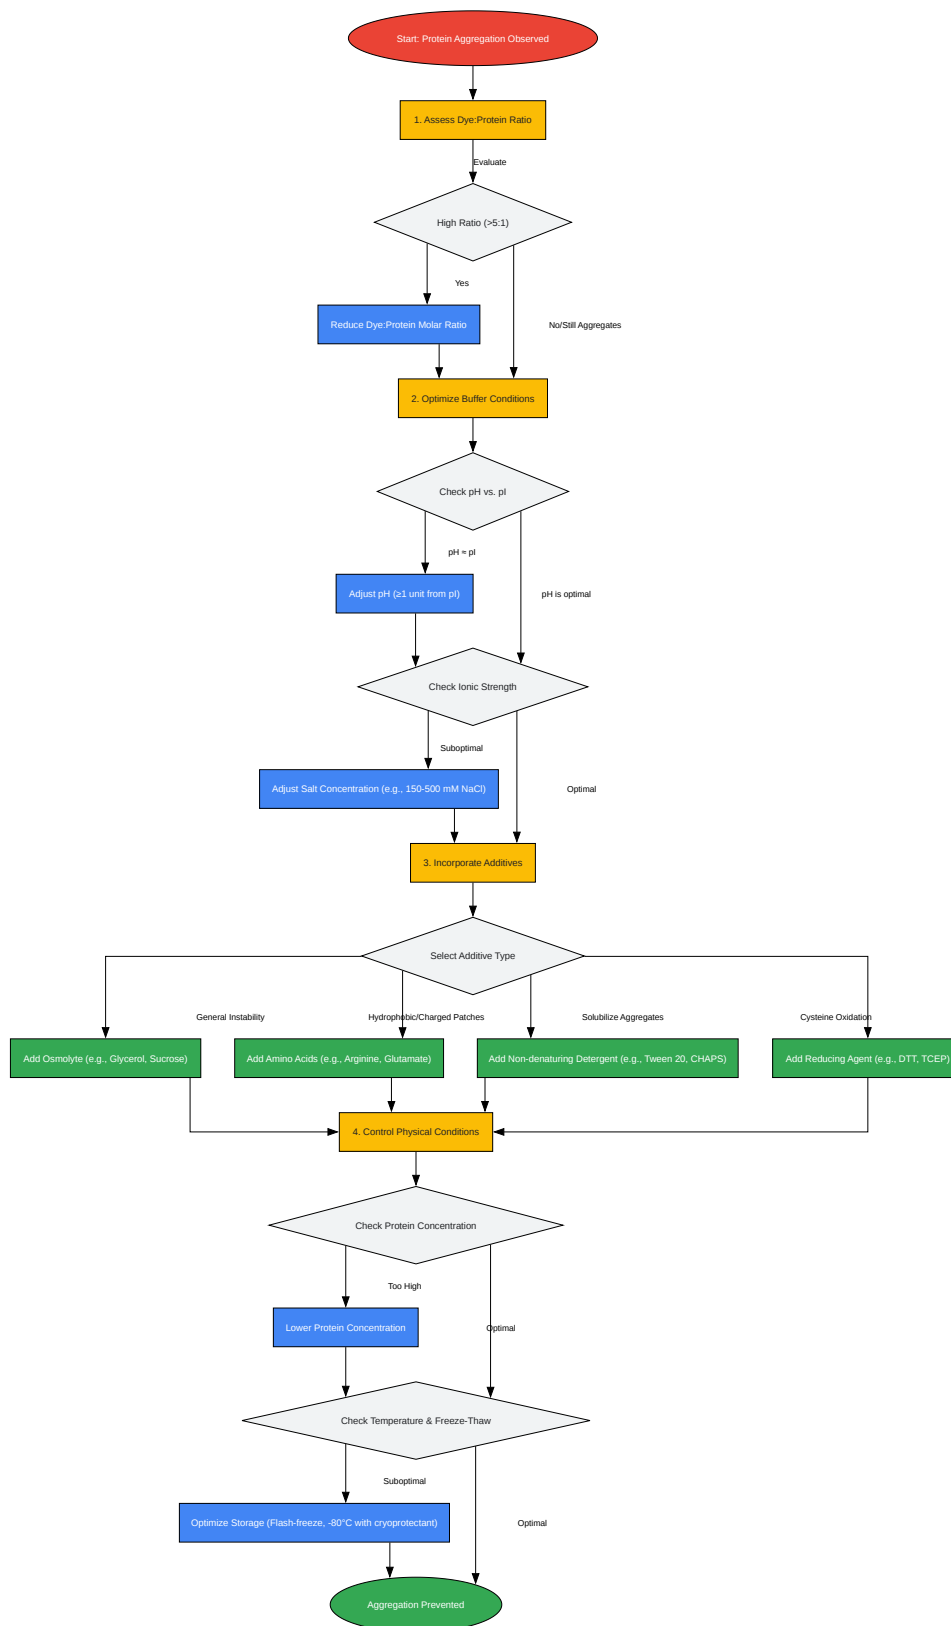 Start: Protein Aggregation Observed
1. Assess Dye:Protein Ratio
Evaluate
High Ratio (>5:1)
Yes
Reduce Dye:Protein Molar Ratio
No/Still Aggregates
2. Optimize Buffer Conditions
Check pH vs. pI
pH ≈ pI
Adjust pH (≥1 unit from pI)
pH is optimal
Check Ionic Strength
Suboptimal
Adjust Salt Concentration (e.g., 150-500 mM NaCl)
Optimal
3. Incorporate Additives
Select Additive Type
General Instability
Hydrophobic/Charged Patches
Solubilize Aggregates
Cysteine Oxidation
Add Osmolyte (e.g., Glycerol, Sucrose)
Add Amino Acids (e.g., Arginine, Glutamate)
Add Non-denaturing Detergent (e.g., Tween 20, CHAPS)
Add Reducing Agent (e.g., DTT, TCEP)
4. Control Physical Conditions
Check Protein Concentration
Too High
Lower Protein Concentration
Optimal
Check Temperature & Freeze-Thaw
Suboptimal
Optimize Storage (Flash-freeze, -80°C with cryoprotectant)
Optimal
Aggregation Prevented